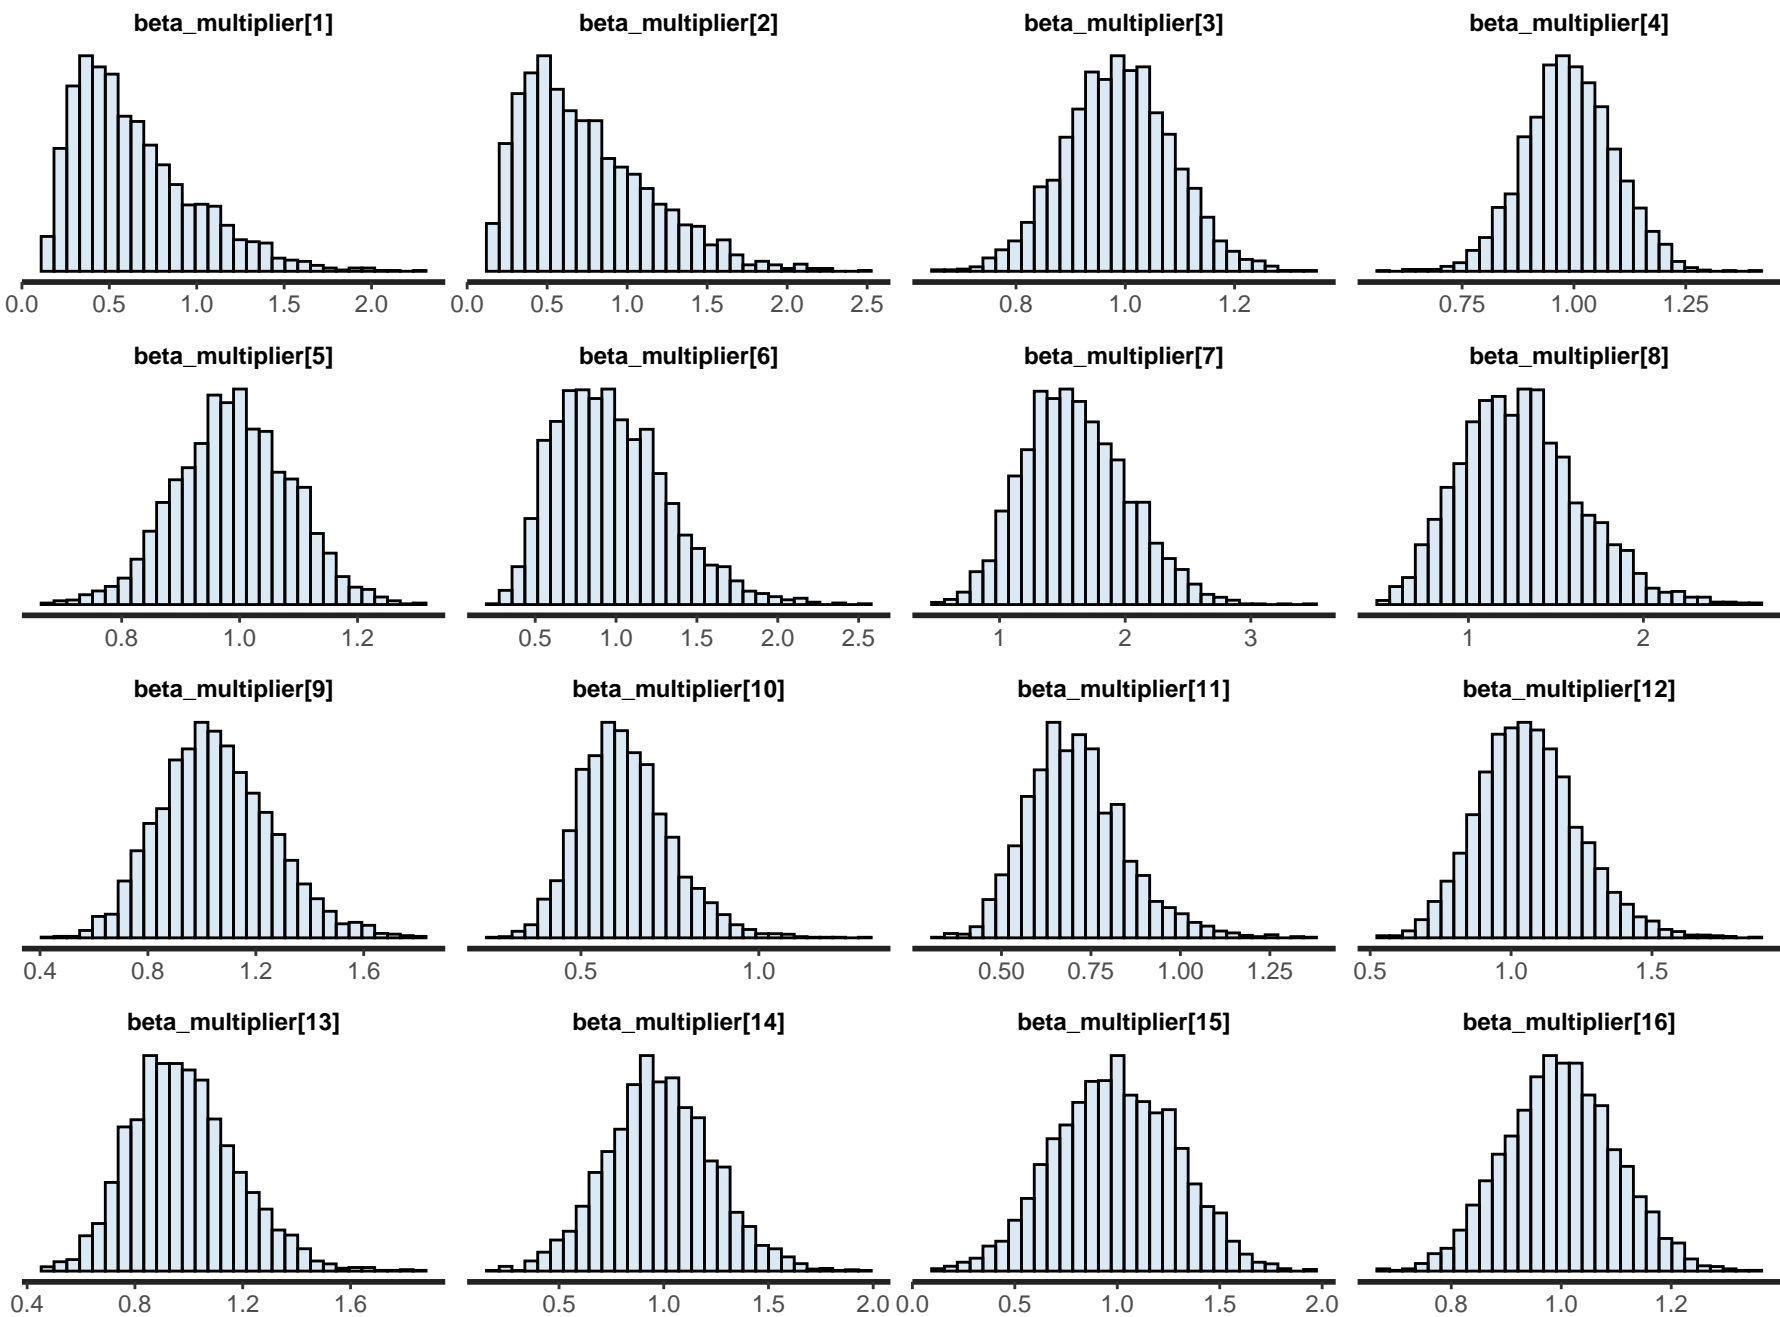 beta_multiplier[1] beta_multiplier[2] beta_multiplier[3] beta_multiplier[4]
0.0 0.5 1.0 1.5 2.0 0.0 0.5 1.0 1.5 2.0 2.5 0.8 1.0 1.2 0.75 1.00 1.25
beta_multiplier[5] beta_multiplier[6] beta_multiplier[7] beta_multiplier[8]
0.8 1.0 1.2 0.5 1.0 1.5 2.0 2.5 1 2 3 1 2
beta_multiplier[9] beta_multiplier[10] beta_multiplier[11] beta_multiplier[12]
0.4 0.8 1.2 1.6 0.5 1.0 0.50 0.75 1.00 1.25 0.5 1.0 1.5
beta_multiplier[13] beta_multiplier[14] beta_multiplier[15] beta_multiplier[16]
0.4 0.8 1.2 1.6 0.5 1.0 1.5 2.0 0.0 0.5 1.0 1.5 2.0 0.8 1.0 1.2